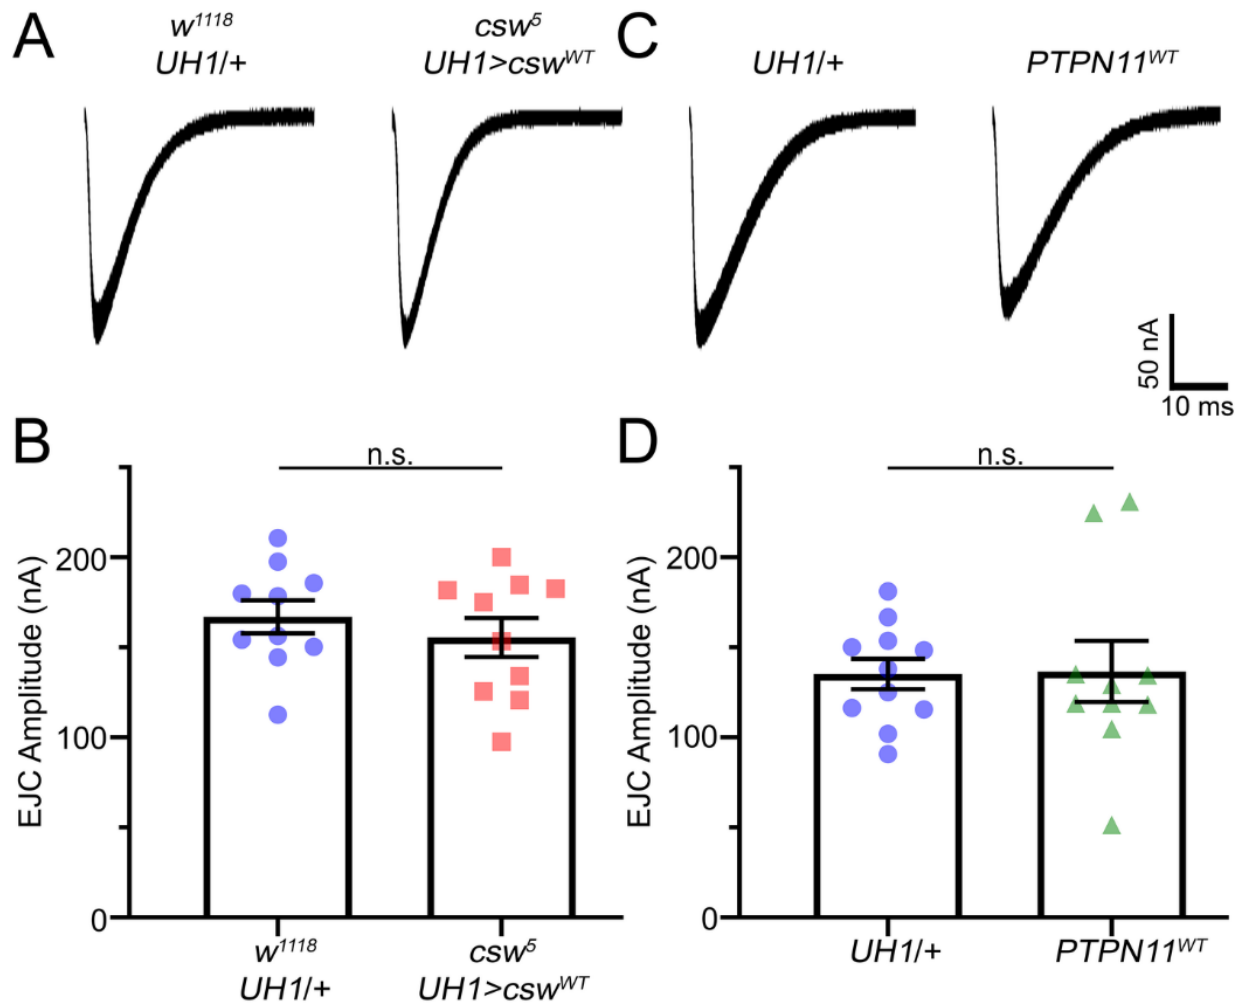 A
w¹¹¹⁸
UH1/+
csw⁵
UH1>cswᵂᵀ
C
UH1/+
PTPN11ᵂᵀ
50 nA
10 ms
B
n.s.
EJC Amplitude (nA)
200
100
0
w¹¹¹⁸
UH1/+
csw⁵
UH1>cswᵂᵀ
D
n.s.
EJC Amplitude (nA)
200
100
0
UH1/+
PTPN11ᵂᵀ